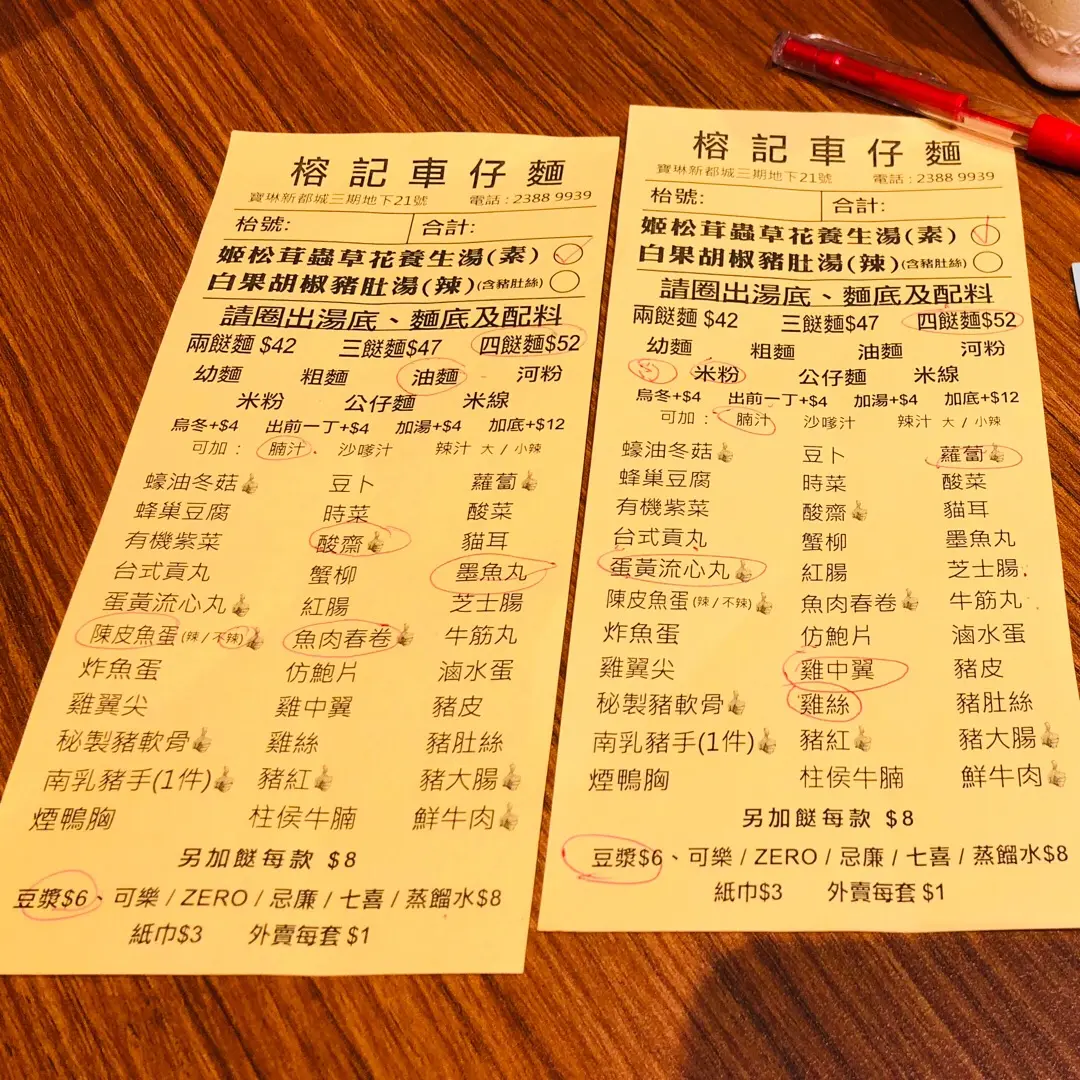 榕記車仔麵
寶琳新都城三期地下21號 電話 : 2388 9939
枱號: 合計:
姬松茸蟲草花養生湯(素)
白果胡椒豬肚湯(辣)(含豬肚絲)
請圈出湯底、麵底及配料
兩餸麵 $42 三餸麵$47 四餸麵$52
幼麵 粗麵 油麵 河粉
米粉 公仔麵 米線
烏冬+$4 出前一丁+$4 加湯+$4 加底+$12
可加 : 腩汁 沙嗲汁 辣汁 大 / 小辣
蠔油冬菇 豆卜 蘿蔔
蜂巢豆腐 時菜 酸菜
有機紫菜 酸齋 貓耳
台式貢丸 蟹柳 墨魚丸
蛋黃流心丸 紅腸 芝士腸
陳皮魚蛋(辣 / 不辣) 魚肉春卷 牛筋丸
炸魚蛋 仿鮑片 滷水蛋
雞翼尖 雞中翼 豬皮
秘製豬軟骨 雞絲 豬肚絲
南乳豬手(1件) 豬紅 豬大腸
煙鴨胸 柱侯牛腩 鮮牛肉
另加餸每款 $8
豆漿$6、可樂 / ZERO / 忌廉 / 七喜 / 蒸餾水$8
紙巾$3 外賣每套 $1
榕記車仔麵
寶琳新都城三期地下21號 電話 : 2388 9939
枱號: 合計:
姬松茸蟲草花養生湯(素)
白果胡椒豬肚湯(辣)(含豬肚絲)
請圈出湯底、麵底及配料
兩餸麵 $42 三餸麵$47 四餸麵$52
幼麵 粗麵 油麵 河粉
米粉 公仔麵 米線
烏冬+$4 出前一丁+$4 加湯+$4 加底+$12
可加 : 腩汁 沙嗲汁 辣汁 大 / 小辣
蠔油冬菇 豆卜 蘿蔔
蜂巢豆腐 時菜 酸菜
有機紫菜 酸齋 貓耳
台式貢丸 蟹柳 墨魚丸
蛋黃流心丸 紅腸 芝士腸
陳皮魚蛋(辣 / 不辣) 魚肉春卷 牛筋丸
炸魚蛋 仿鮑片 滷水蛋
雞翼尖 雞中翼 豬皮
秘製豬軟骨 雞絲 豬肚絲
南乳豬手(1件) 豬紅 豬大腸
煙鴨胸 柱侯牛腩 鮮牛肉
另加餸每款 $8
豆漿$6、可樂 / ZERO / 忌廉 / 七喜 / 蒸餾水$8
紙巾$3 外賣每套 $1